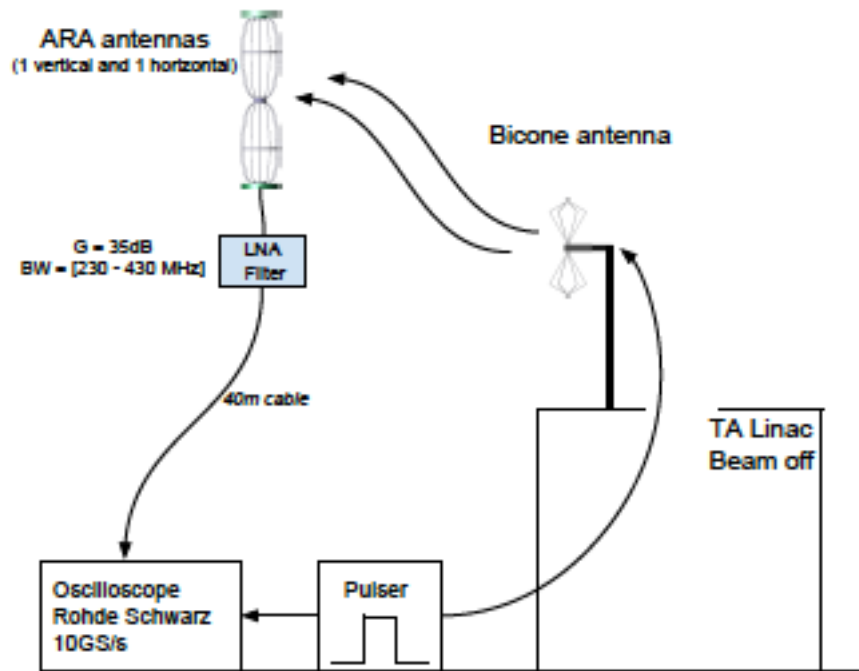 ARA antennas
(1 vertical and 1 horizontal)
Bicone antenna
G = 35dB
BW = [230 - 430 MHz]
LNA
Filter
40m cable
TA Linac
Beam off
Oscilloscope
Rohde Schwarz
10GS/s
Pulser